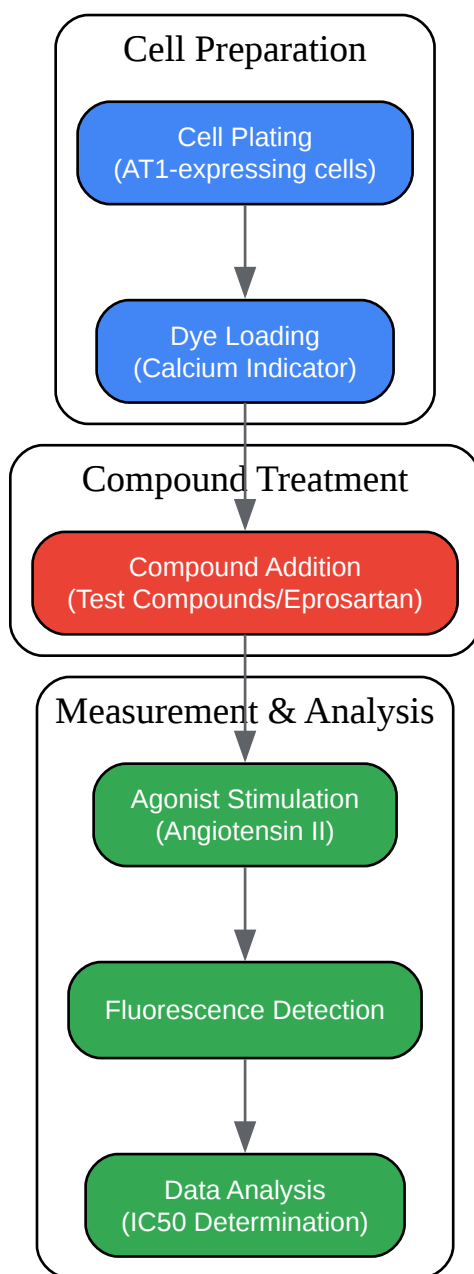 Cell Preparation
Cell Plating
(AT1-expressing cells)
Dye Loading
(Calcium Indicator)
Compound Treatment
Compound Addition
(Test Compounds/Eprosartan)
Measurement & Analysis
Agonist Stimulation
(Angiotensin II)
Fluorescence Detection
Data Analysis
(IC50 Determination)